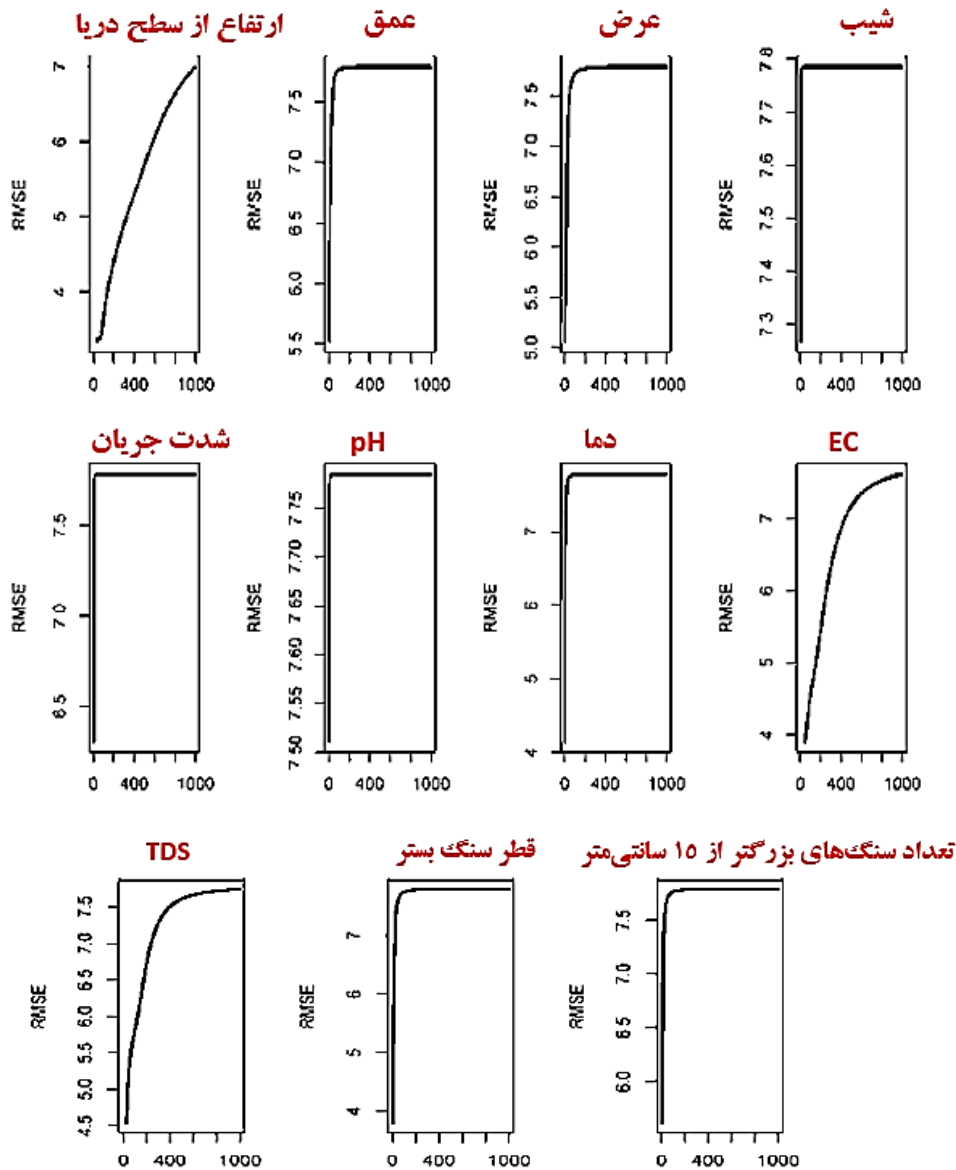 ارتفاع از سطح دریا عمق عرض شیب
RMSE 4 5 6 7 0 400 1000
RMSE 5.5 6.0 6.5 7.0 7.5 0 400 1000
RMSE 5.0 5.5 6.0 6.5 7.0 7.5 0 400 1000
RMSE 7.3 7.4 7.5 7.6 7.7 7.8 0 400 1000
شدت جریان pH دما EC
RMSE 6.5 7.0 7.5 0 400 1000
RMSE 7.50 7.55 7.60 7.65 7.70 7.75 0 400 1000
RMSE 4 5 6 7 0 400 1000
RMSE 4 5 6 7 0 400 1000
TDS قطر سنگ بستر تعداد سنگ‌های بزرگتر از ۱۵ سانتی‌متر
RMSE 4.5 5.0 5.5 6.0 6.5 7.0 7.5 0 400 1000
RMSE 4 5 6 7 0 400 1000
RMSE 6.0 6.5 7.0 7.5 0 400 1000